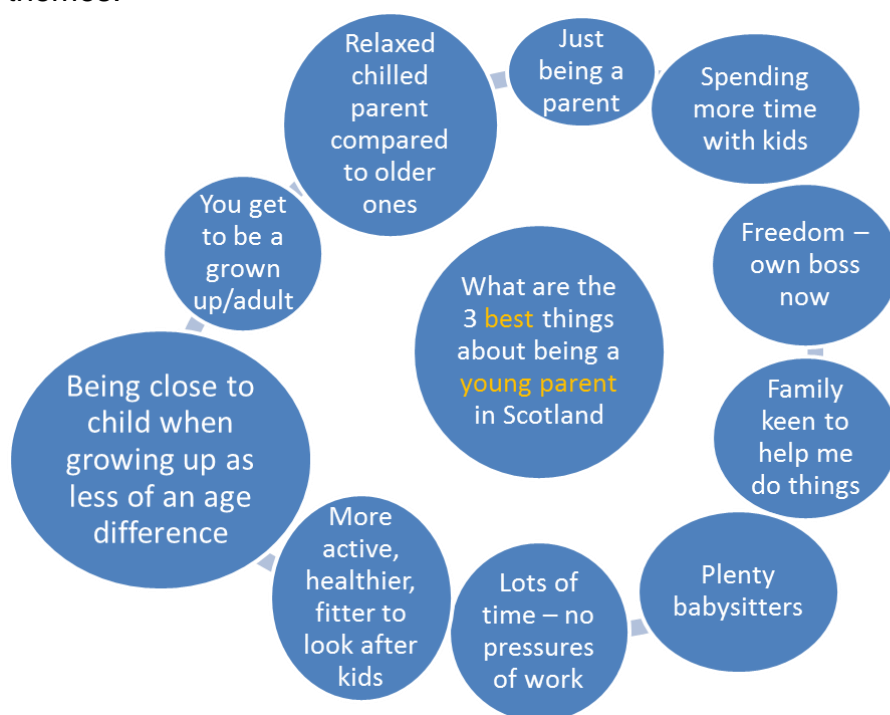 Relaxed
chilled
parent
compared
to older
ones
Just
being a
parent
Spending
more time
with kids
Freedom –
own boss
now
Family
keen to
help me
do things
Plenty
babysitters
Lots of
time – no
pressures
of work
More
active,
healthier,
fitter to
look after
kids
Being close to
child when
growing up as
less of an age
difference
You get
to be a
grown
up/adult
What are the
3 best things
about being a
young parent
in Scotland